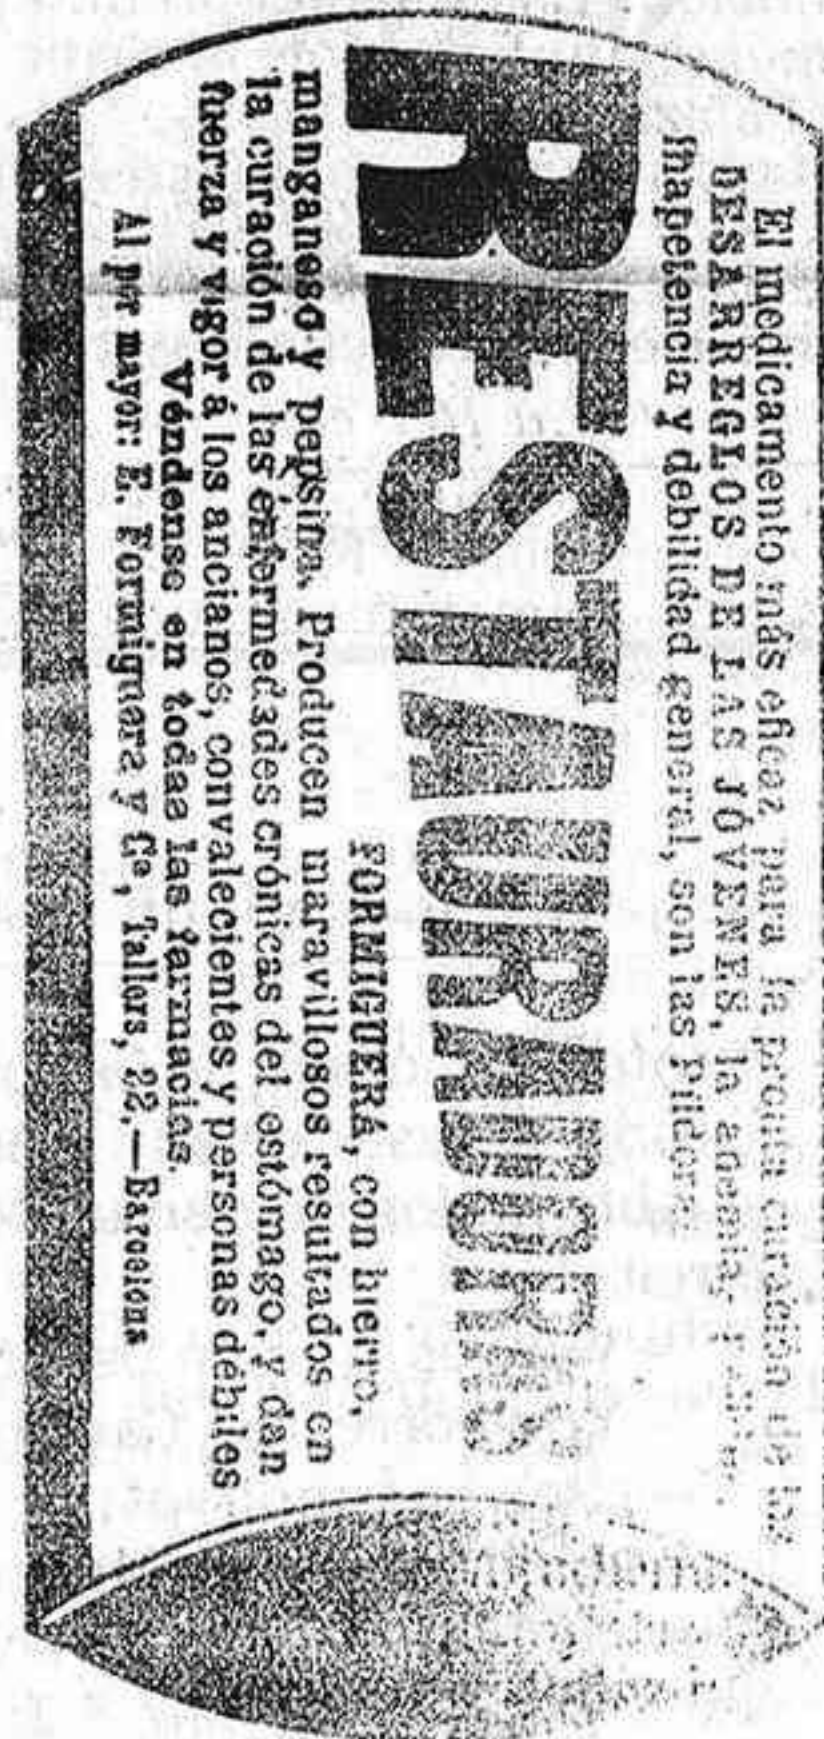 El medicamento más eficaz para la pronta curación de los
DESARREGLOS DE LAS JÓVENES, la anemia,
inapetencia y debilidad general, son las Píldoras
RESTAURADORAS
FORMIGUERA, con hierro,
manganeso y pepsina. Producen maravillosos resultados en
la curación de las enfermedades crónicas del estómago, y dan
fuerza y vigor á los ancianos, convalecientes y personas débiles
Véndense en todas las farmacias.
Al por mayor: E. Formiguera y Cª, Tallers, 22.—Barcelona